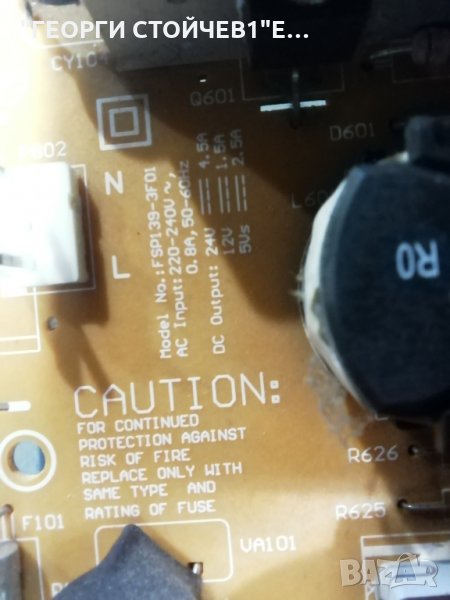 "ГЕОРГИ СТОЙЧЕВ1"Е...
CY104
Q601
D601
N
L
Model No.:FSP139-3F01
AC Input:220-240V~,
0.8A,50-60Hz
DC Output: 24V 4.5A
12V 1.5A
5Vs 2.5A
R0
CAUTION:
FOR CONTINUED
PROTECTION AGAINST
RISK OF FIRE
REPLACE ONLY WITH
SAME TYPE AND
RATING OF FUSE
R626
R625
F101
VA101
BAZAR